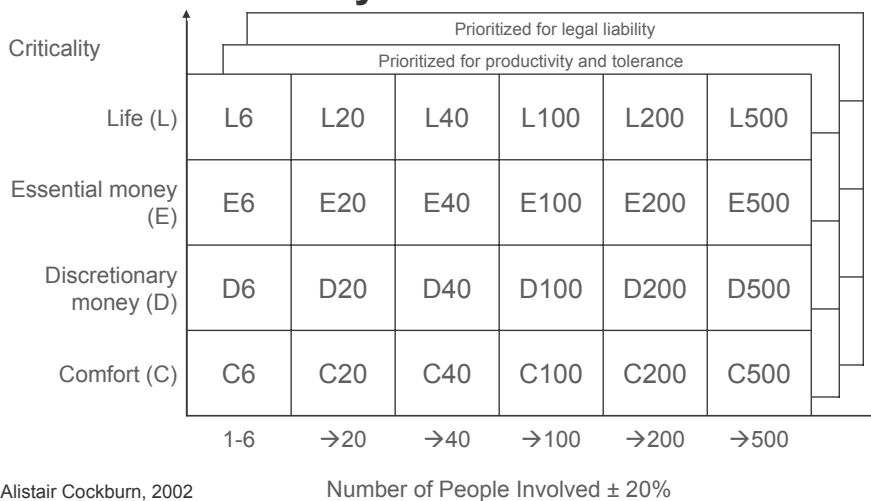 Prioritized for legal liability
Criticality
Prioritized for productivity and tolerance
Life (L) L6 L20 L40 L100 L200 L500
Essential money
(E) E6 E20 E40 E100 E200 E500
Discretionary
money (D) D6 D20 D40 D100 D200 D500
Comfort (C) C6 C20 C40 C100 C200 C500
1-6 →20 →40 →100 →200 →500
Alistair Cockburn, 2002 Number of People Involved ± 20%